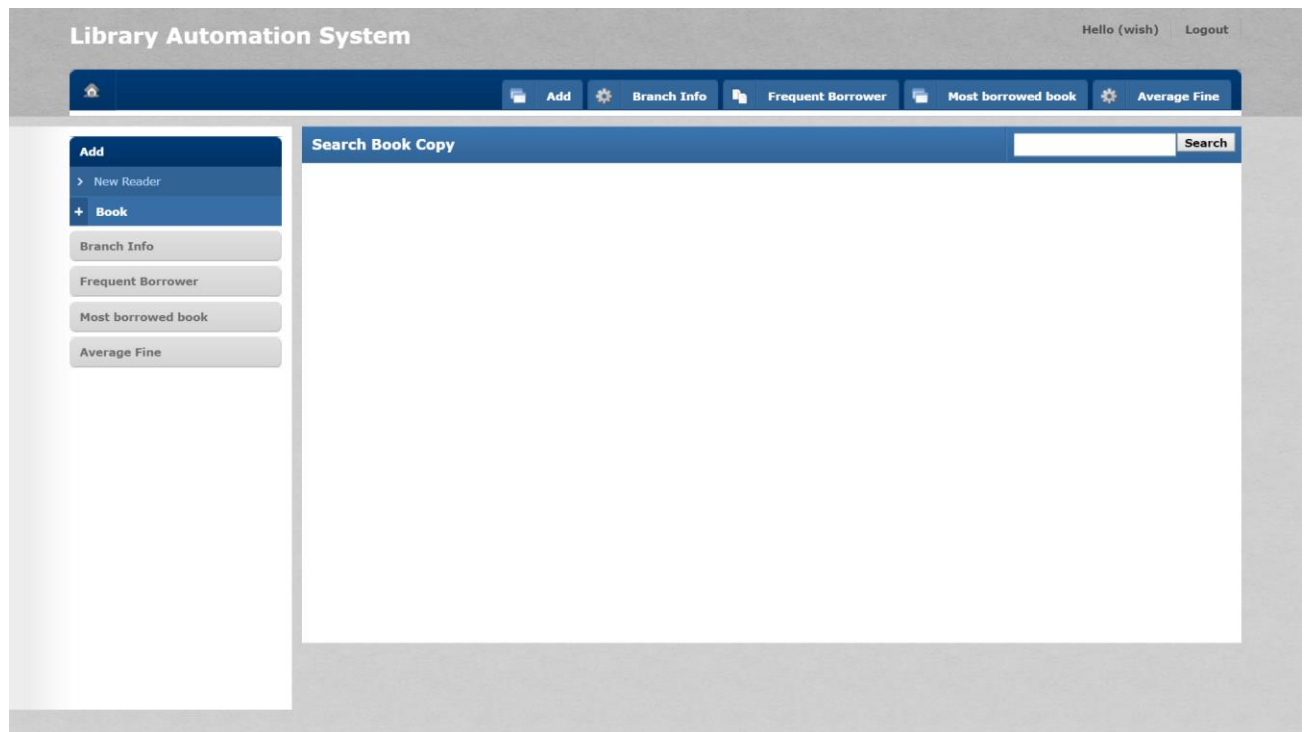 Library Automation System
Hello (wish) Logout
Add Branch Info Frequent Borrower Most borrowed book Average Fine
Add
> New Reader
+ Book
Branch Info
Frequent Borrower
Most borrowed book
Average Fine
Search Book Copy Search